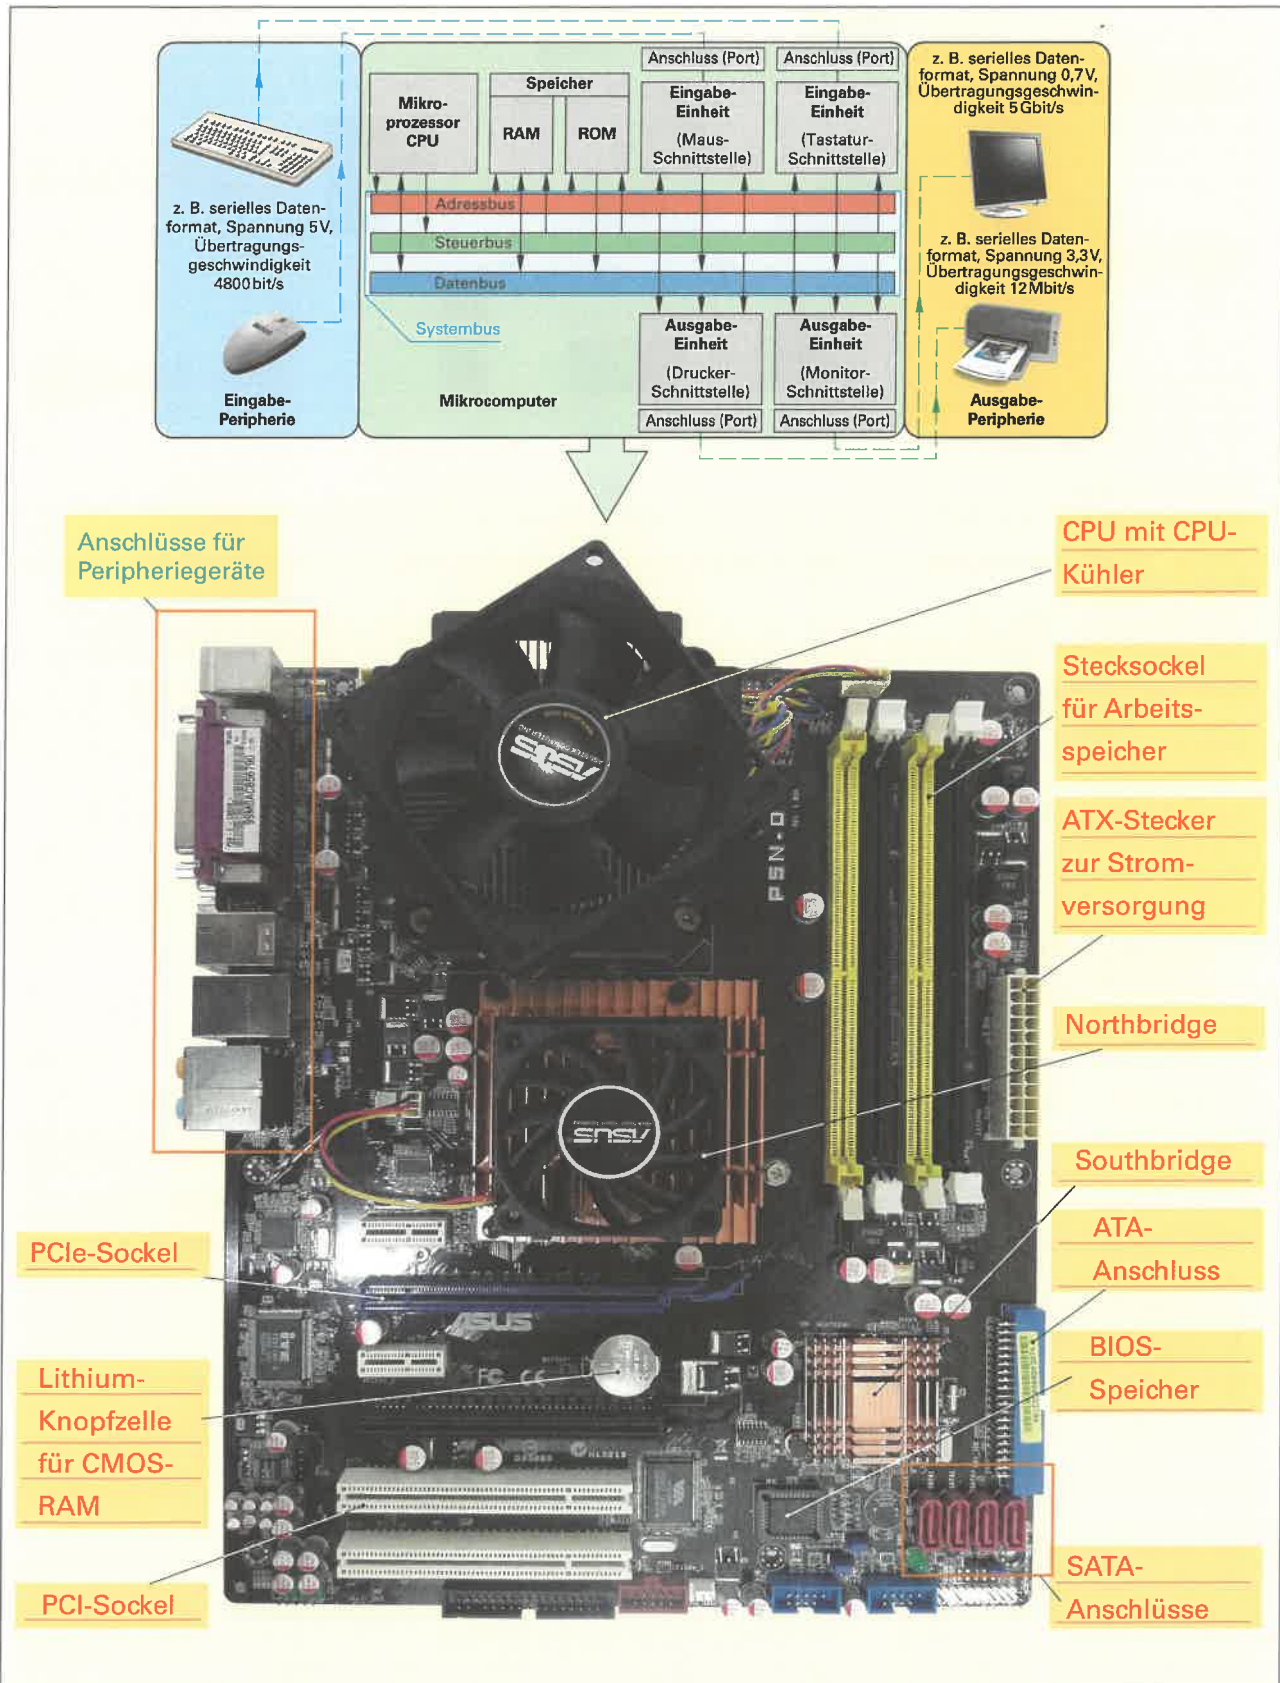 Anschluss (Port)
Anschluss (Port)
Mikro-
prozessor
CPU
Speicher
RAM
ROM
Eingabe-
Einheit
(Maus-
Schnittstelle)
Eingabe-
Einheit
(Tastatur-
Schnittstelle)
z. B. serielles Daten-
format, Spannung 0,7V,
Übertragungsgeschwin-
digkeit 5 Gbit/s
z. B. serielles Daten-
format, Spannung 5V,
Übertragungs-
geschwindigkeit
4800 bit/s
Adressbus
Steuerbus
Datenbus
Systembus
z. B. serielles Daten-
format, Spannung 3,3V,
Übertragungsgeschwin-
digkeit 12 Mbit/s
Ausgabe-
Einheit
(Drucker-
Schnittstelle)
Ausgabe-
Einheit
(Monitor-
Schnittstelle)
Eingabe-
Peripherie
Mikrocomputer
Anschluss (Port)
Anschluss (Port)
Ausgabe-
Peripherie
Anschlüsse für
Peripheriegeräte
CPU mit CPU-
Kühler
Stecksockel
für Arbeits-
speicher
ASUS
P5N-D
ATX-Stecker
zur Strom-
versorgung
Northbridge
ASUS
Southbridge
PCIe-Sockel
ATA-
Anschluss
ASUS
FC CE
BIOS-
Speicher
Lithium-
Knopfzelle
für CMOS-
RAM
PCI-Sockel
SATA-
Anschlüsse